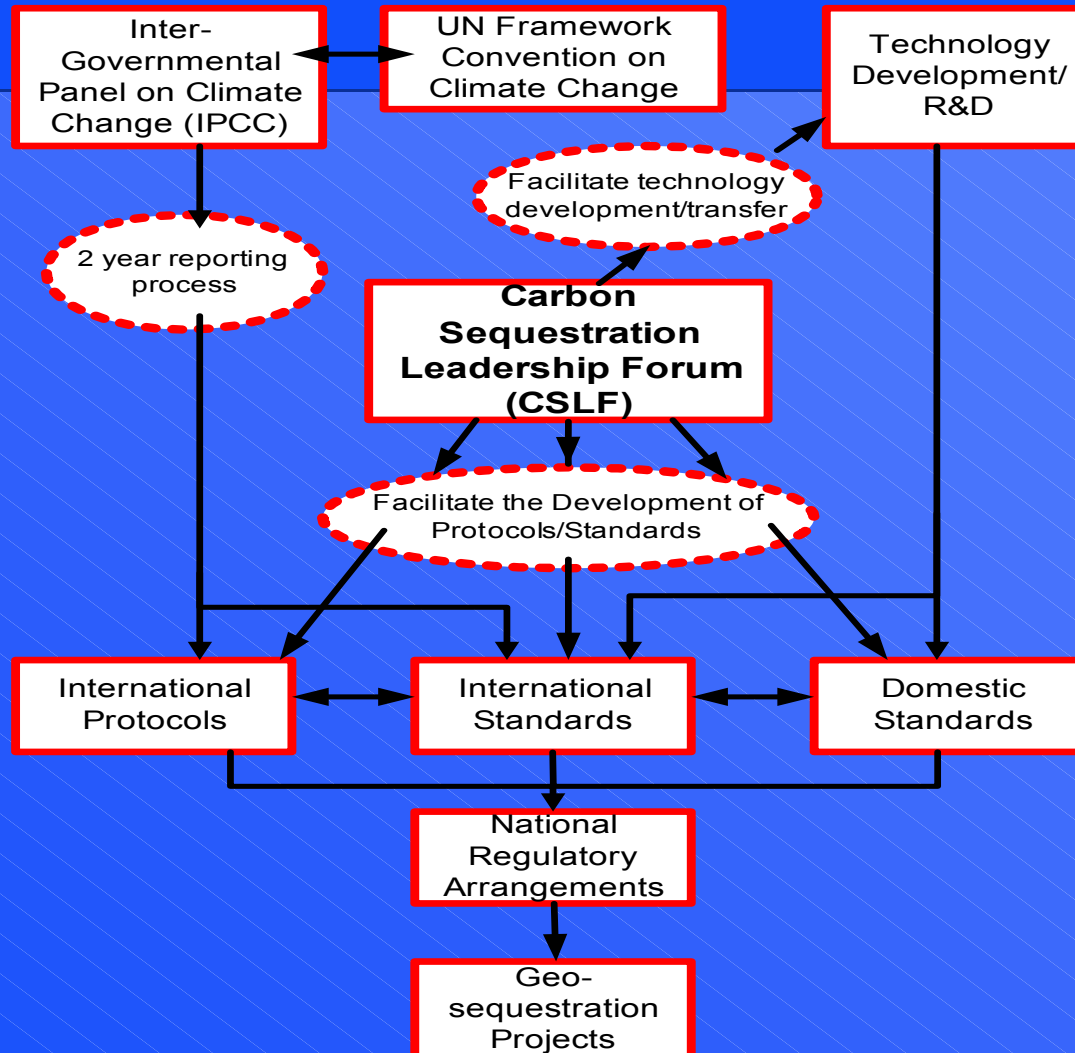 Inter-
Governmental
Panel on Climate
Change (IPCC)
UN Framework
Convention on
Climate Change
Technology
Development/
R&D
Facilitate technology
development/transfer
2 year reporting
process
Carbon
Sequestration
Leadership Forum
(CSLF)
Facilitate the Development of
Protocols/Standards
International
Protocols
International
Standards
Domestic
Standards
National
Regulatory
Arrangements
Geo-
sequestration
Projects